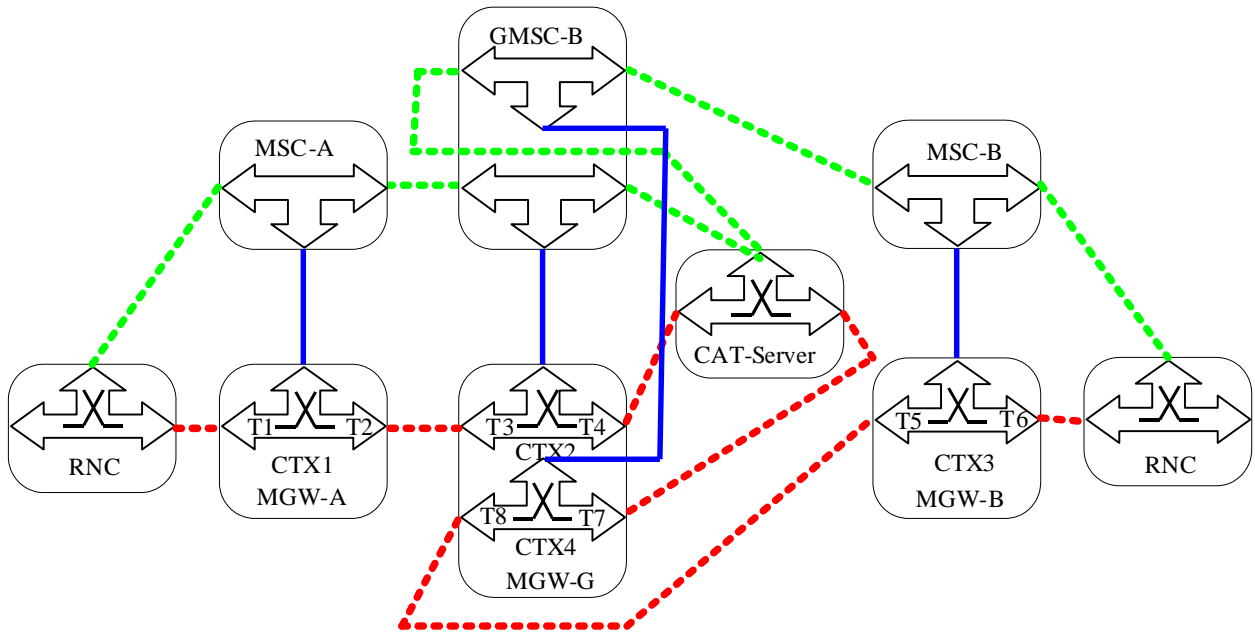 GMSC-B
MSC-A
MSC-B
CAT-Server
T1 T2
T3 T4
T5 T6
RNC
CTX1
MGW-A
CTX2
T8 T7
CTX4
MGW-G
CTX3
MGW-B
RNC